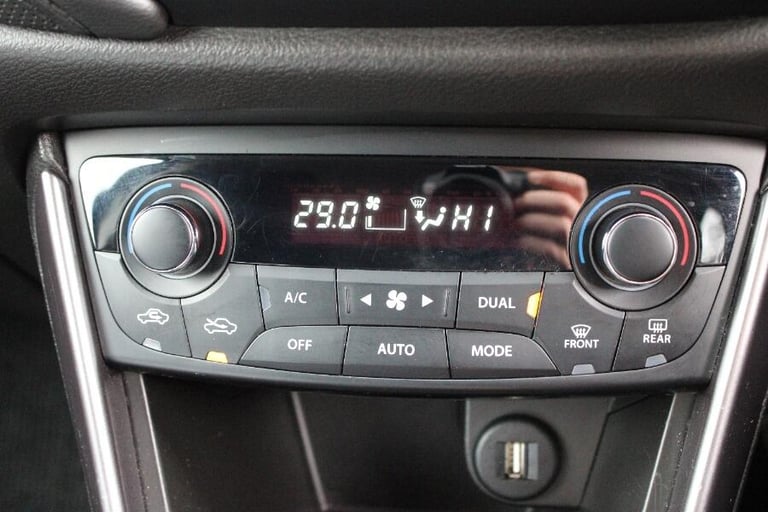 29.0 HI
A/C
DUAL
OFF
AUTO
MODE
FRONT
REAR